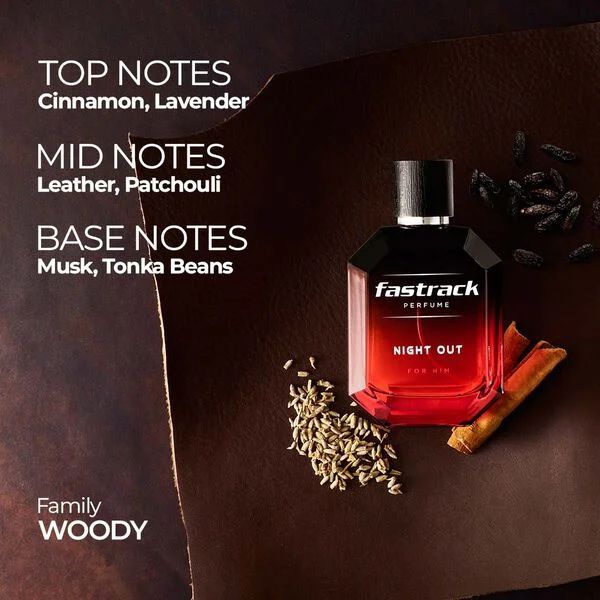 TOP NOTES
Cinnamon, Lavender
MID NOTES
Leather, Patchouli
BASE NOTES
Musk, Tonka Beans
fastrack
PERFUME
NIGHT OUT
FOR HIM
Family
WOODY